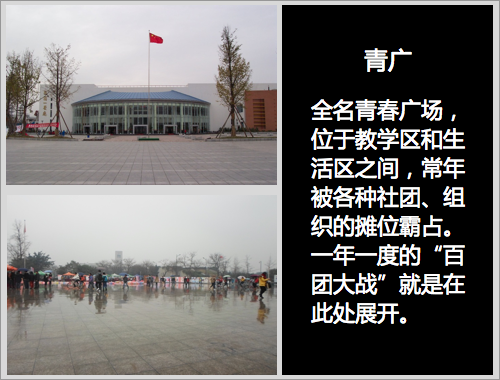 青广
全名青春广场，
位于教学区和生
活区之间，常年
被各种社团、组
织的摊位霸占。
一年一度的“百
团大战”就是在
此处展开。